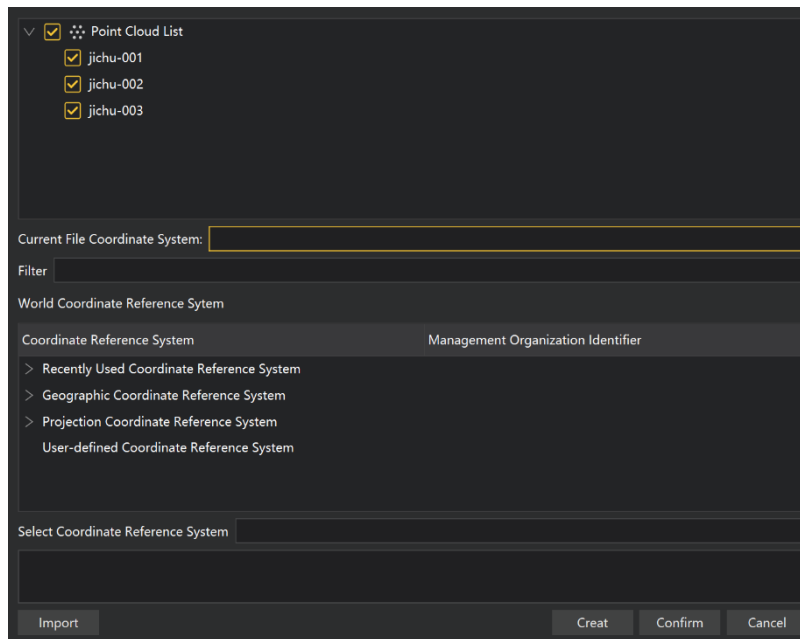 Point Cloud List
jichu-001
jichu-002
jichu-003
Current File Coordinate System:
Filter
World Coordinate Reference Sytem
Coordinate Reference System Management Organization Identifier
Recently Used Coordinate Reference System
Geographic Coordinate Reference System
Projection Coordinate Reference System
User-defined Coordinate Reference System
Select Coordinate Reference System
Import Creat Confirm Cancel